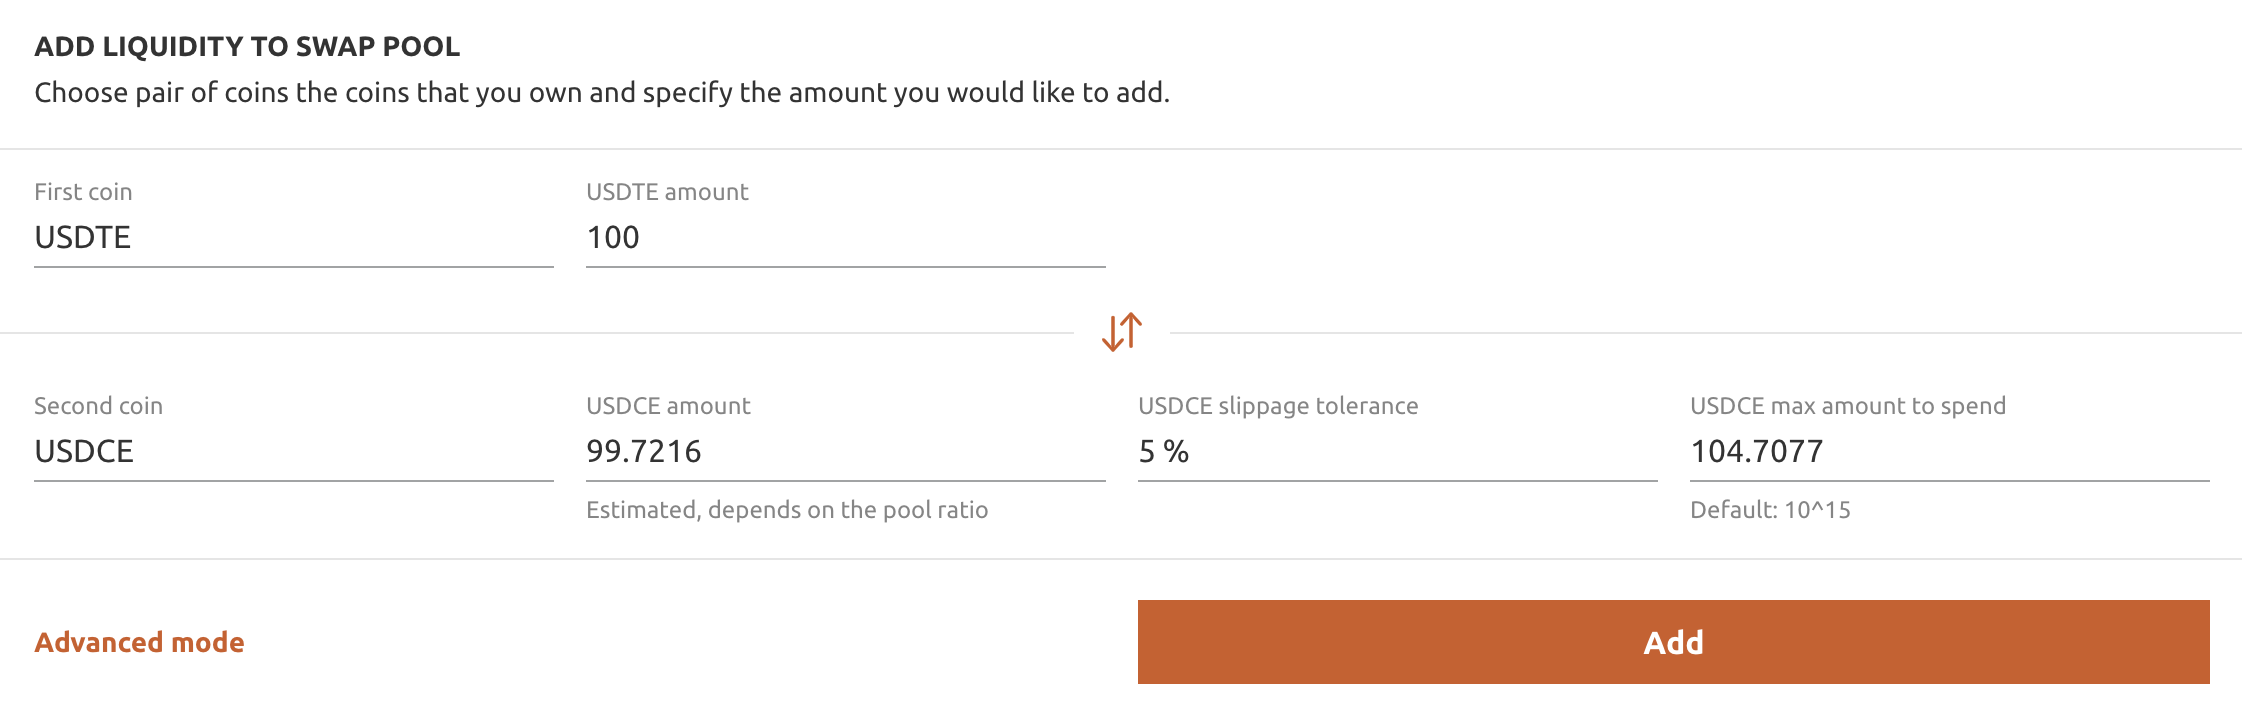 ADD LIQUIDITY TO SWAP POOL
Choose pair of coins the coins that you own and specify the amount you would like to add.
First coin
USDTE
USDTE amount
100
Second coin
USDCE
USDCE amount
99.7216
Estimated, depends on the pool ratio
USDCE slippage tolerance
5 %
USDCE max amount to spend
104.7077
Default: 10^15
Advanced mode
Add